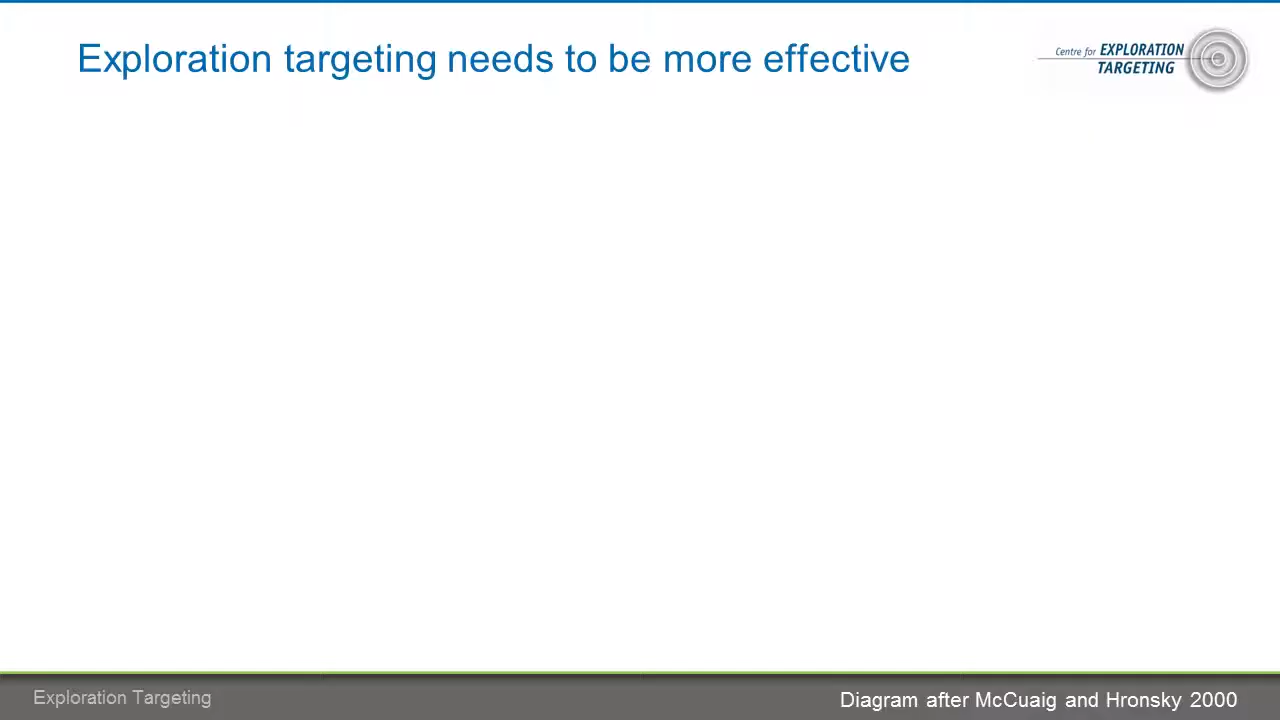 Exploration targeting needs to be more effective
Centre for EXPLORATION
TARGETING
Exploration Targeting
Diagram after McCuaig and Hronsky 2000